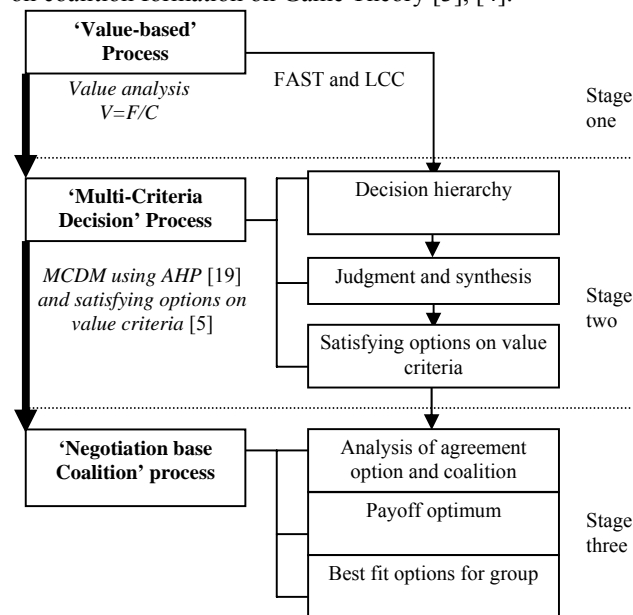 on coalition formation on Game Theory [3], [4].
‘Value-based’
Process
Value analysis
V=F/C
FAST and LCC
Stage
one
‘Multi-Criteria
Decision’ Process
Decision hierarchy
MCDM using AHP [19]
and satisfying options on
value criteria [5]
Judgment and synthesis
Satisfying options on value
criteria
Stage
two
‘Negotiation base
Coalition’ process
Analysis of agreement
option and coalition
Payoff optimum
Best fit options for group
Stage
three